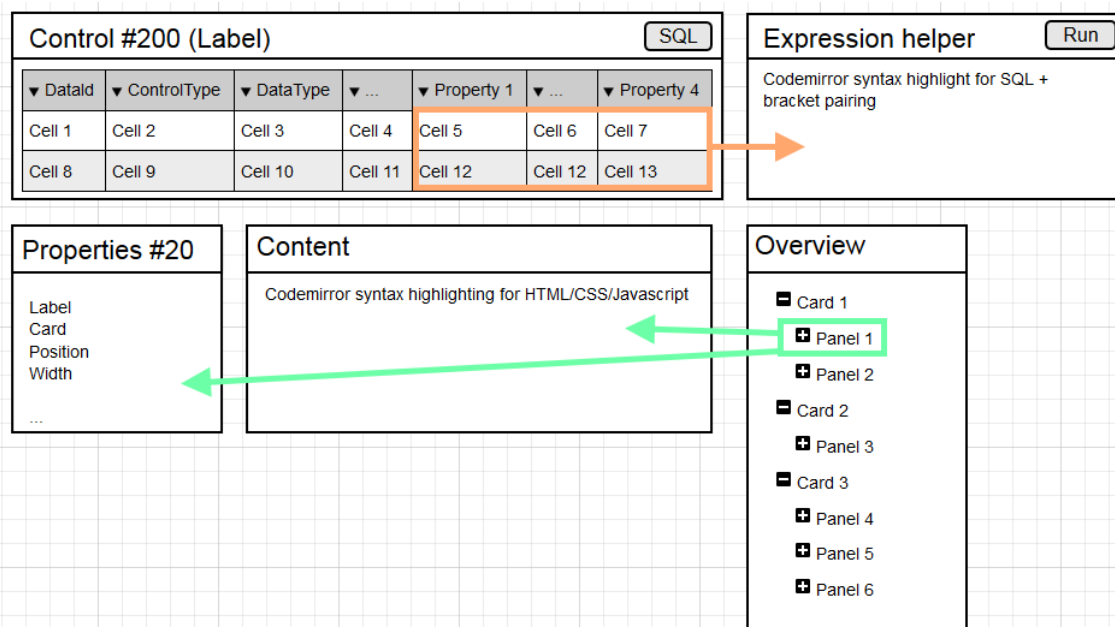 Control #200 (Label)
SQL
▼ DataId ▼ ControlType ▼ DataType ▼ ... ▼ Property 1 ▼ ... ▼ Property 4
Cell 1 Cell 2 Cell 3 Cell 4 Cell 5 Cell 6 Cell 7
Cell 8 Cell 9 Cell 10 Cell 11 Cell 12 Cell 12 Cell 13
Expression helper
Run
Codemirror syntax highlight for SQL +
bracket pairing
Properties #20
Label
Card
Position
Width
...
Content
Codemirror syntax highlighting for HTML/CSS/Javascript
Overview
Card 1
Panel 1
Panel 2
Card 2
Panel 3
Card 3
Panel 4
Panel 5
Panel 6